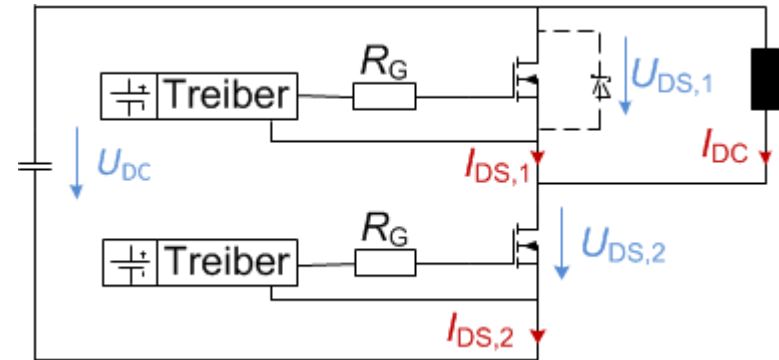 R_G
Treiber
U_DS,1
U_DC
I_DS,1
I_DC
R_G
Treiber
U_DS,2
I_DS,2